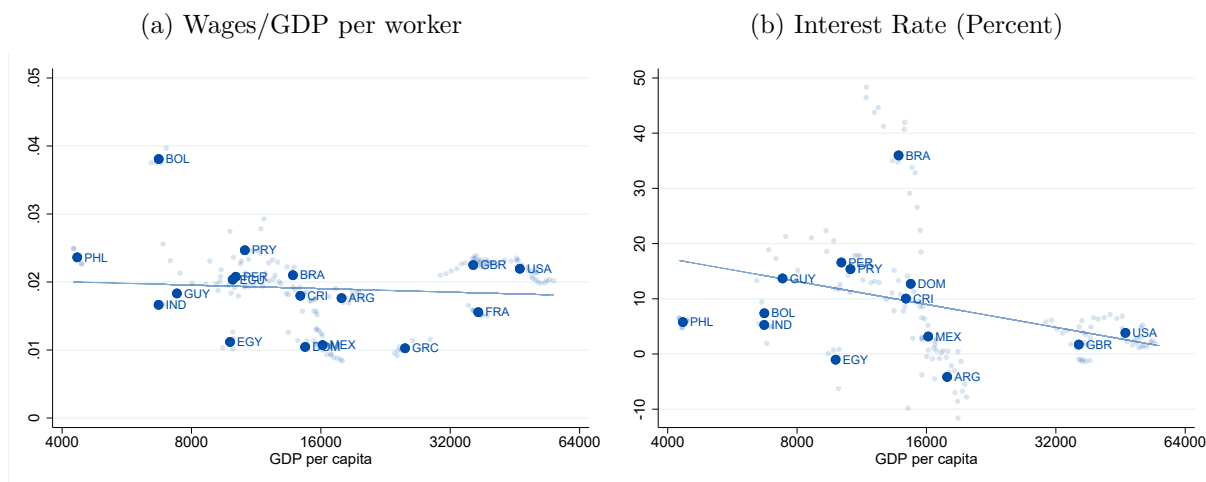 (a) Wages/GDP per worker
.05
.04
.03
.02
.01
0
BOL
PHL
PRY
PER
EGU
BRA
GUY
IND
CRI
ARG
GBR
USA
FRA
EGY
DOM
MEX
GRC
4000 8000 16000 32000 64000
GDP per capita
(b) Interest Rate (Percent)
50
40
30
20
10
0
-10
BRA
PER
PRY
GUY
DOM
CRI
BOL
PHL
IND
MEX
USA
GBR
EGY
ARG
4000 8000 16000 32000 64000
GDP per capita